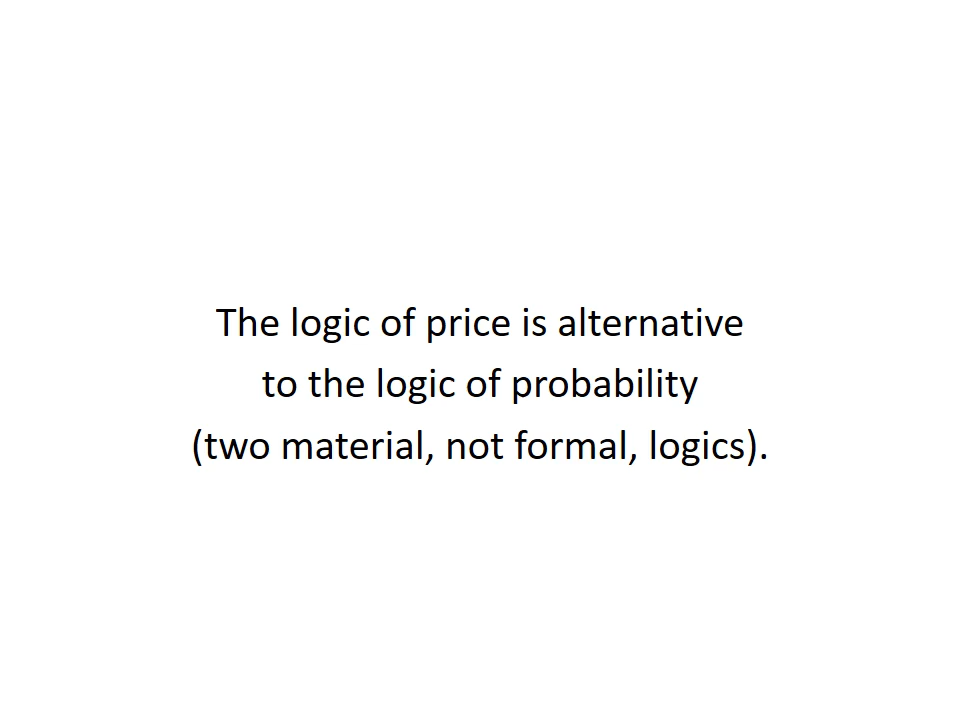 The logic of price is alternative
to the logic of probability
(two material, not formal, logics).